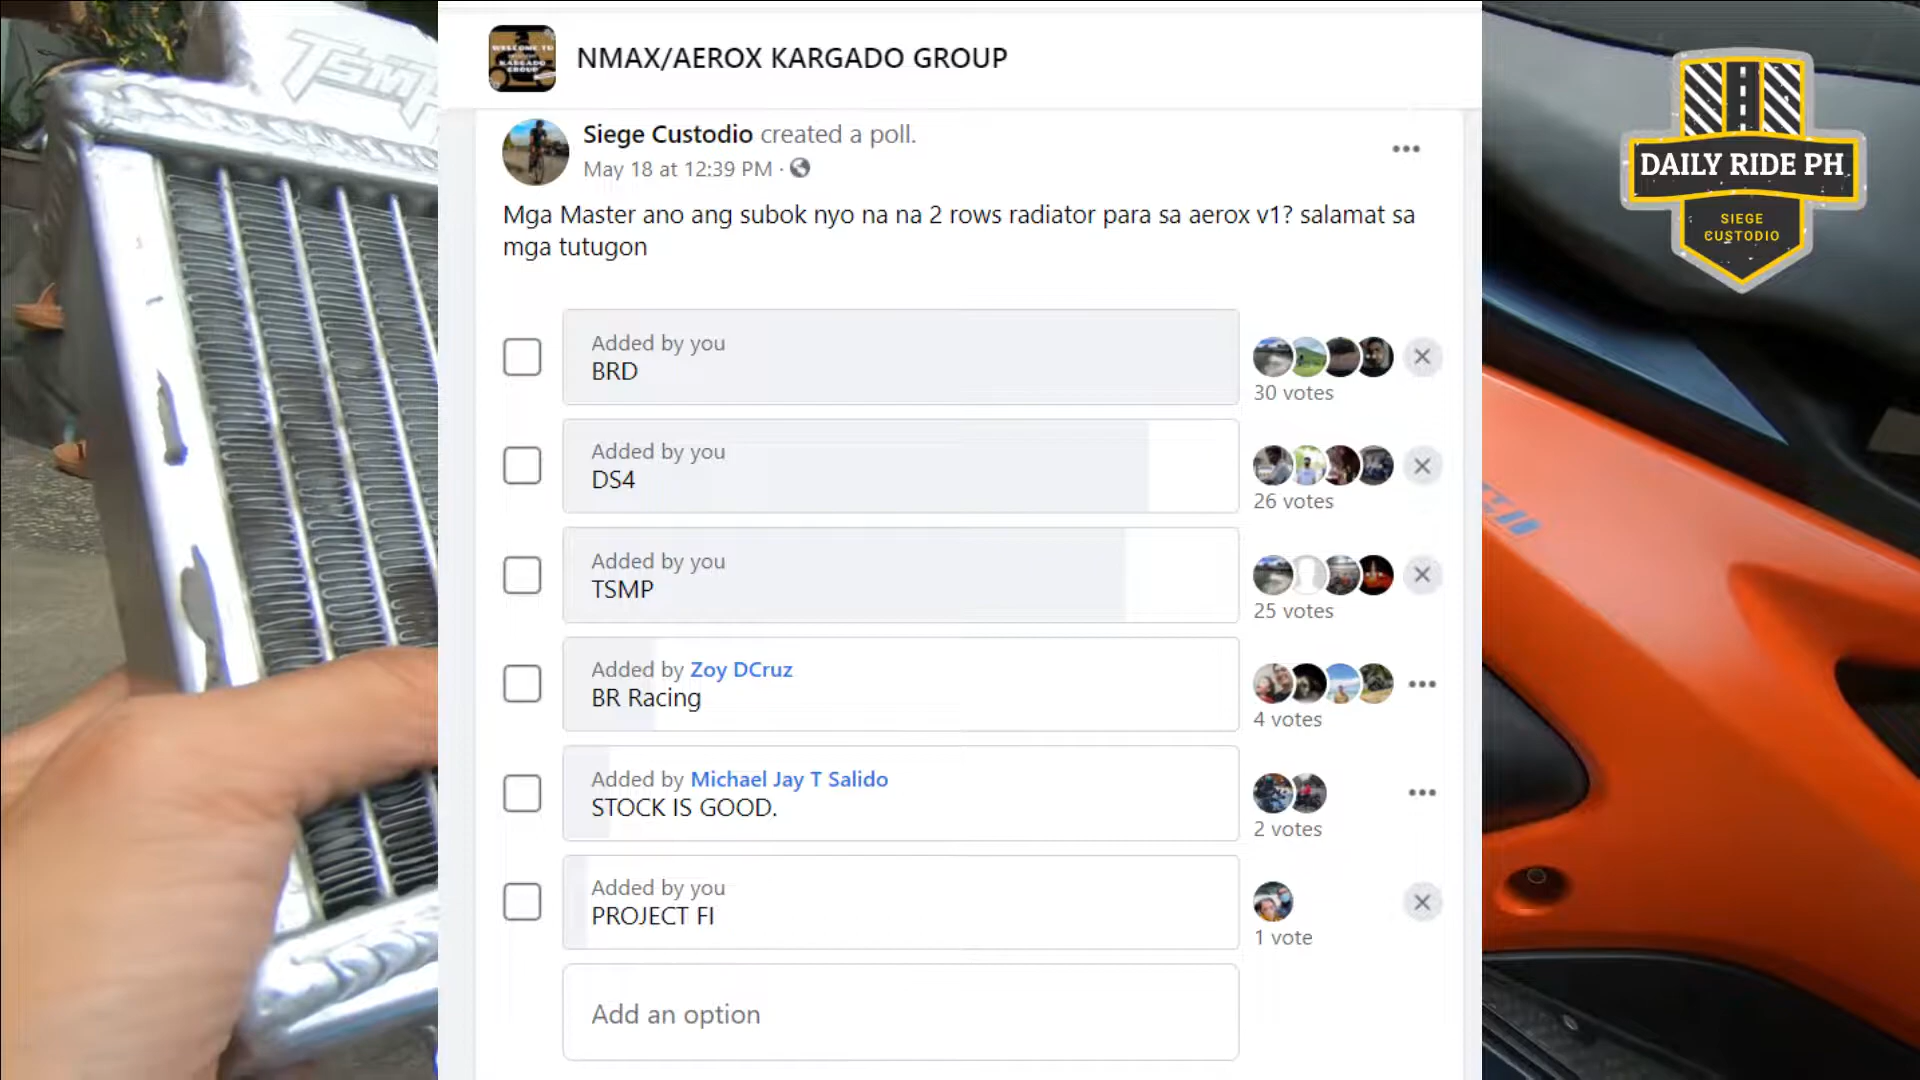 TSMP
WELCOME TO
KARGADO
GROUP
NMAX/AEROX KARGADO GROUP
Siege Custodio created a poll.
May 18 at 12:39 PM ·
Mga Master ano ang subok nyo na na 2 rows radiator para sa aerox v1? salamat sa
mga tutugon
Added by you
BRD
30 votes
Added by you
DS4
26 votes
Added by you
TSMP
25 votes
Added by Zoy DCruz
BR Racing
4 votes
Added by Michael Jay T Salido
STOCK IS GOOD.
2 votes
Added by you
PROJECT FI
1 vote
Add an option
DAILY RIDE PH
SIEGE
CUSTODIO